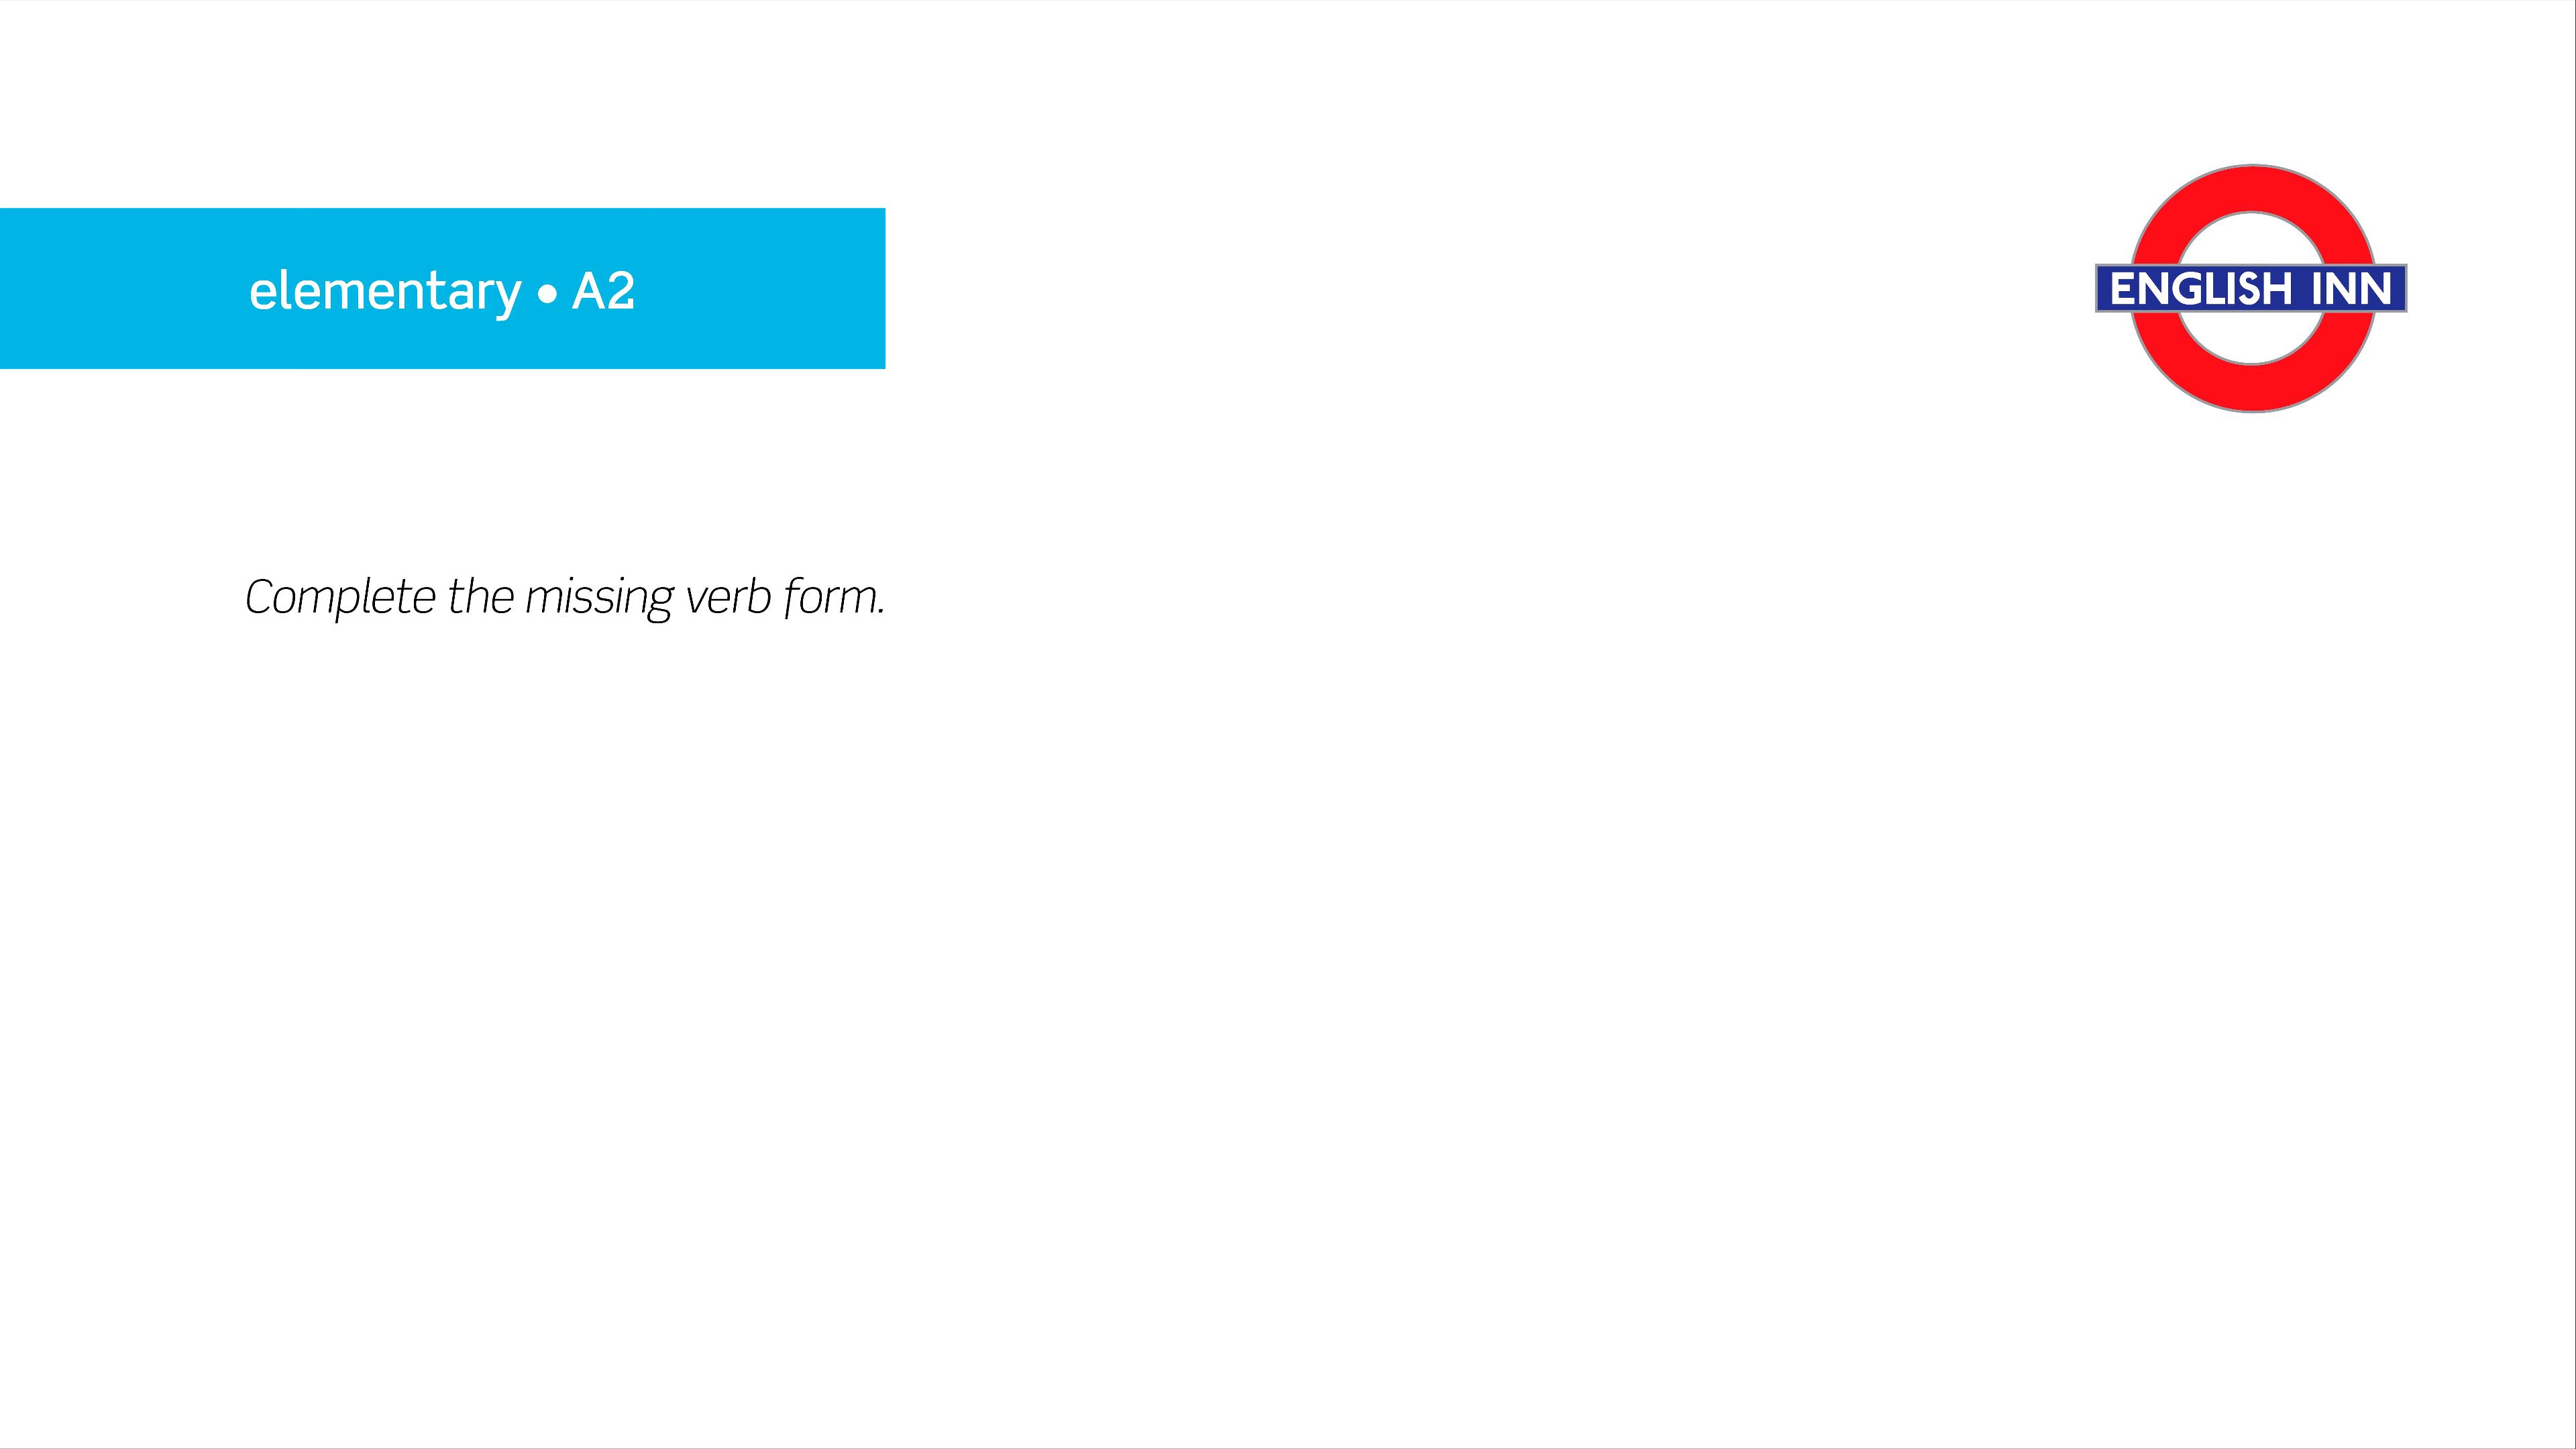 elementary • A2
ENGLISH INN
Complete the missing verb form.